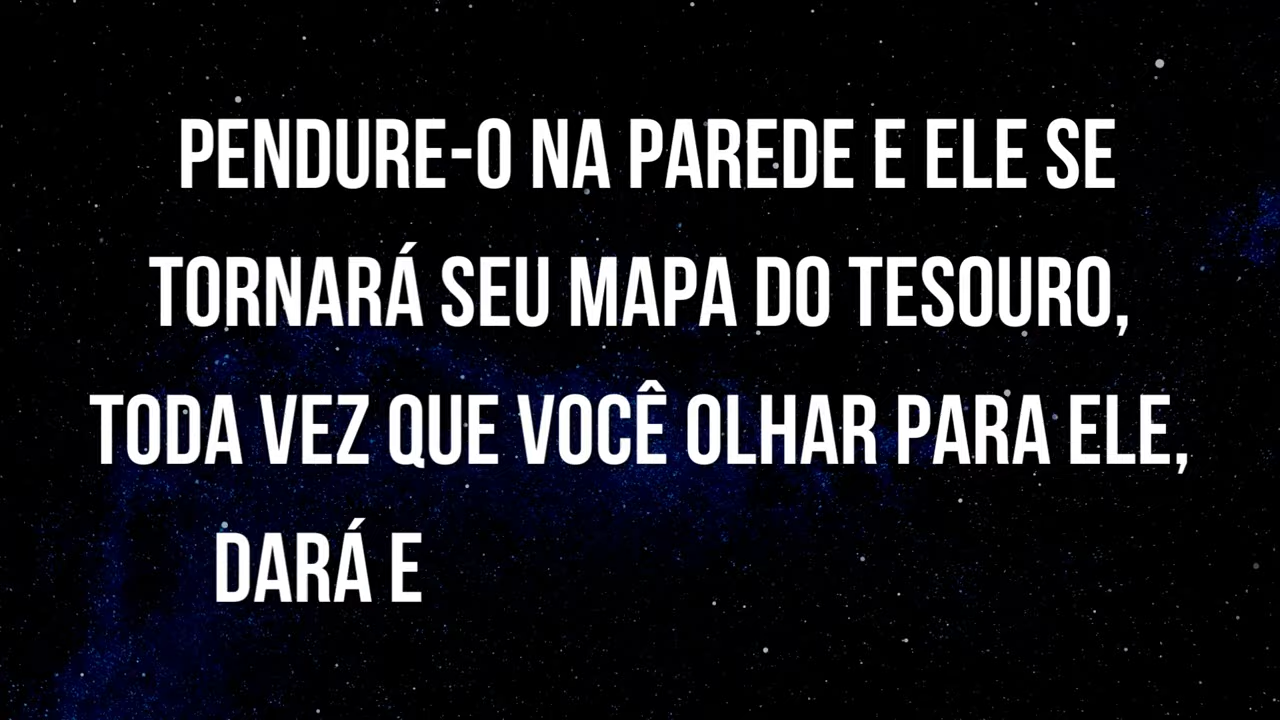 PENDURE-O NA PAREDE E ELE SE
TORNARÁ SEU MAPA DO TESOURO,
TODA VEZ QUE VOCÊ OLHAR PARA ELE,
DARÁ E